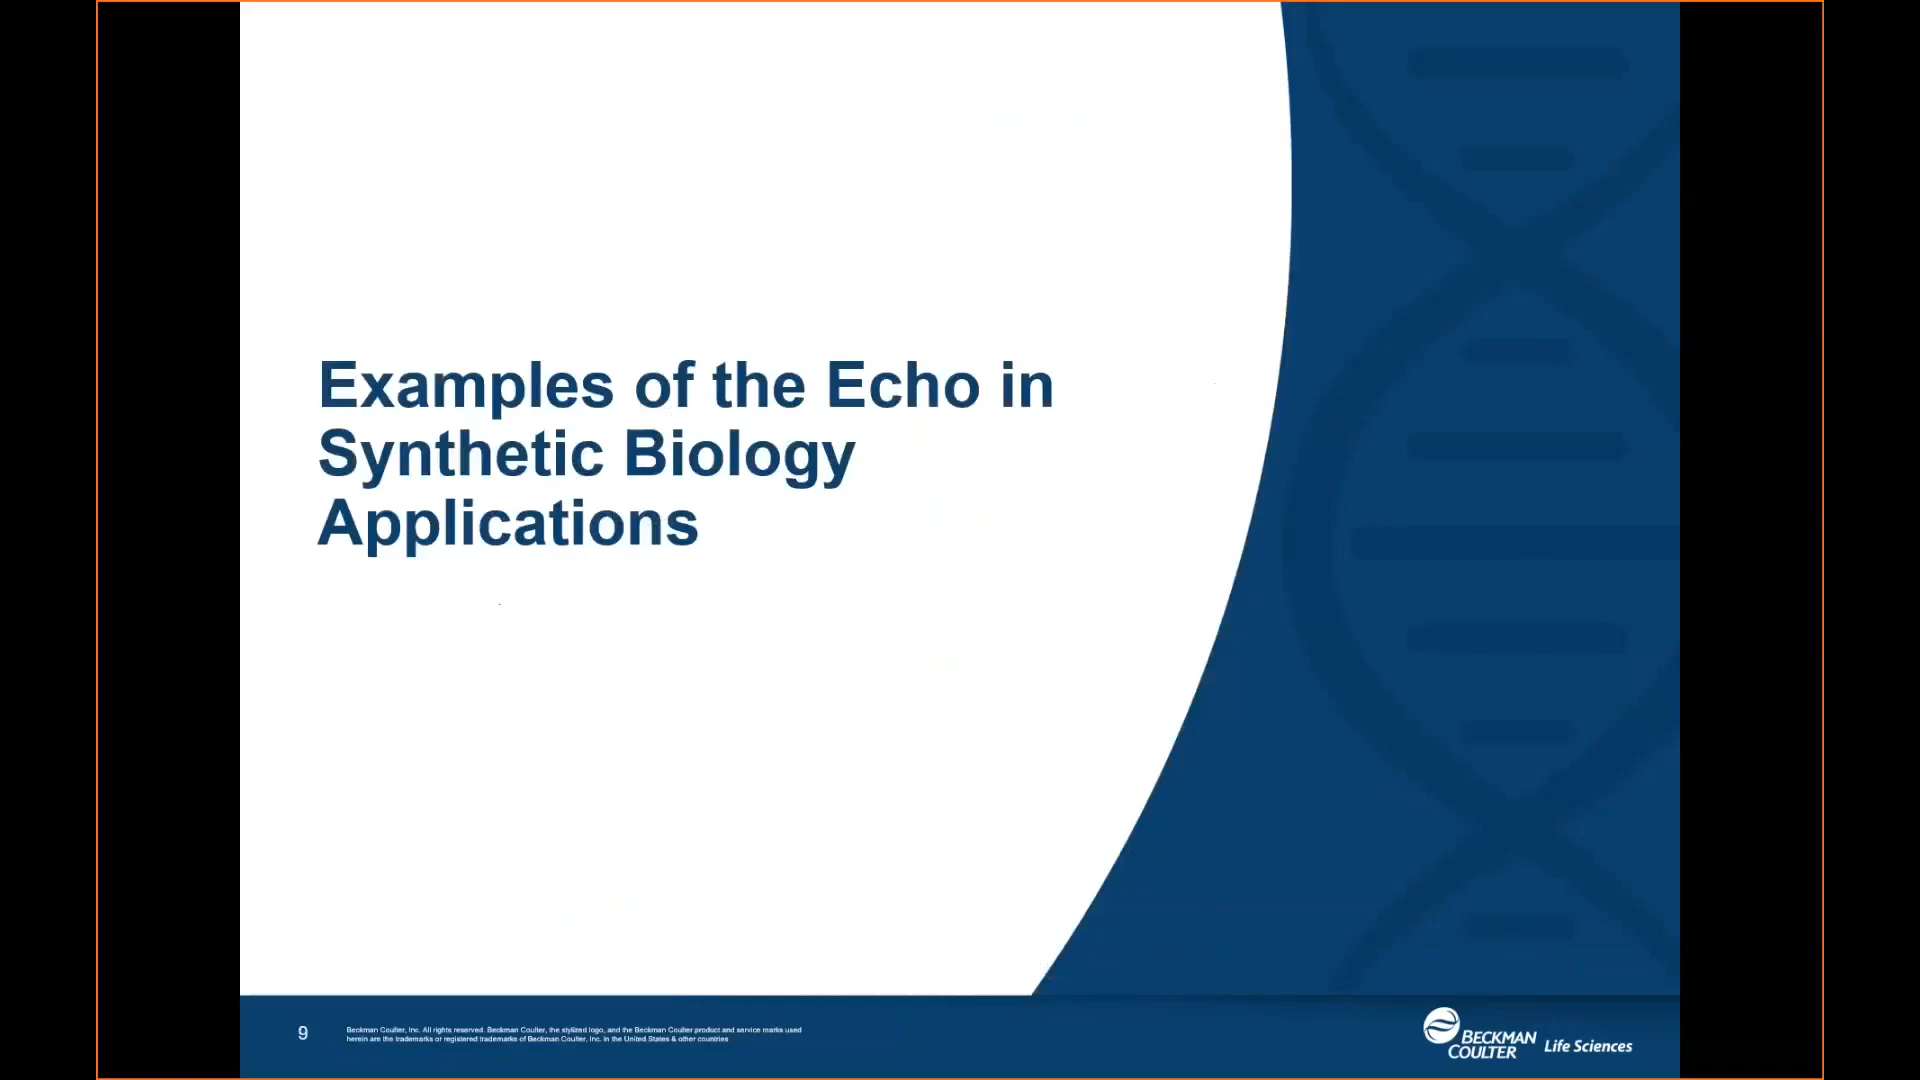 Examples of the Echo in
Synthetic Biology
Applications
9
Beckman Coulter, Inc. All rights reserved. Beckman Coulter, the stylized logo, and the Beckman Coulter product and service marks used
herein are the trademarks or registered trademarks of Beckman Coulter, Inc. in the United States & other countries
BECKMAN
COULTER Life Sciences